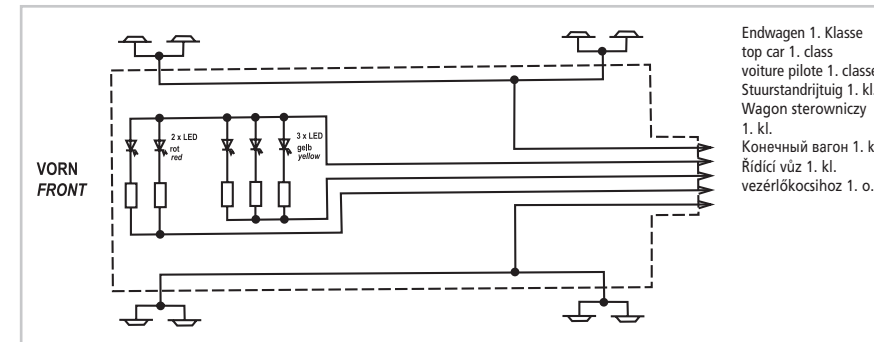 VORN
FRONT
2 x LED
rot
red
3 x LED
gelb
yellow
Endwagen 1. Klasse
top car 1. class
voiture pilote 1. classe
Stuurstandrijtuig 1. kl.
Wagon sterowniczy
1. kl.
Конечный вагон 1. к
Řídící vůz 1. kl.
vezérlőkocsihoz 1. o.